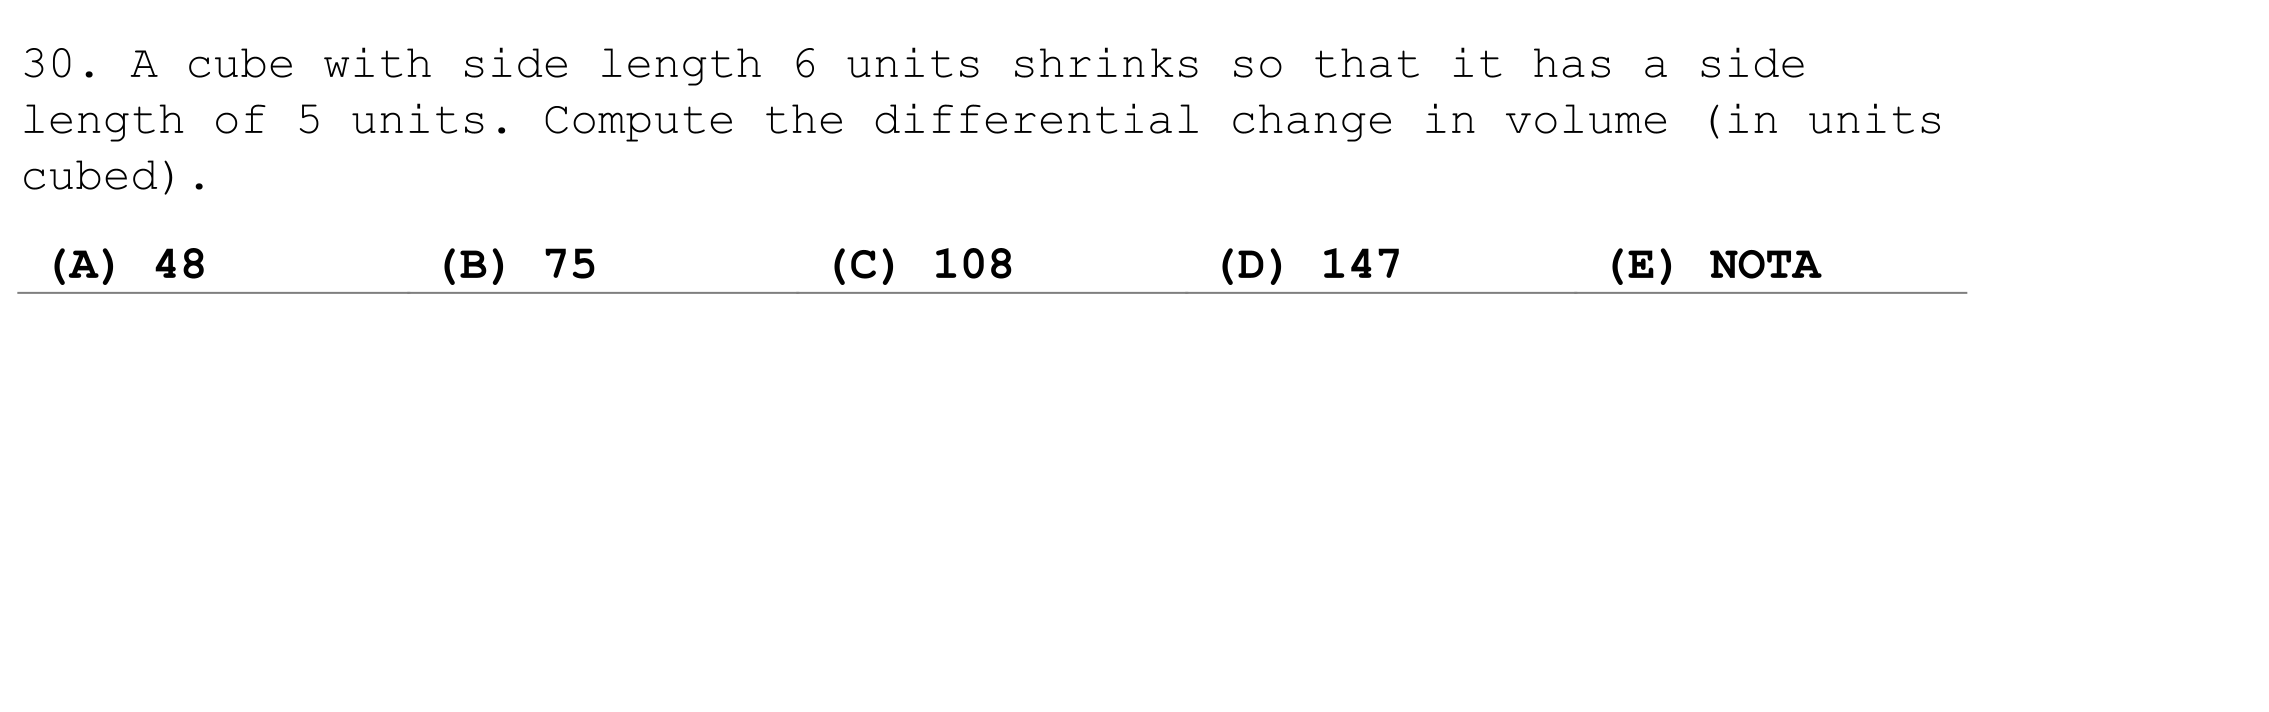 30. A cube with side length 6 units shrinks so that it has a side
length of 5 units. Compute the differential change in volume (in units
cubed).
(A) 48 (B) 75 (C) 108 (D) 147 (E) NOTA